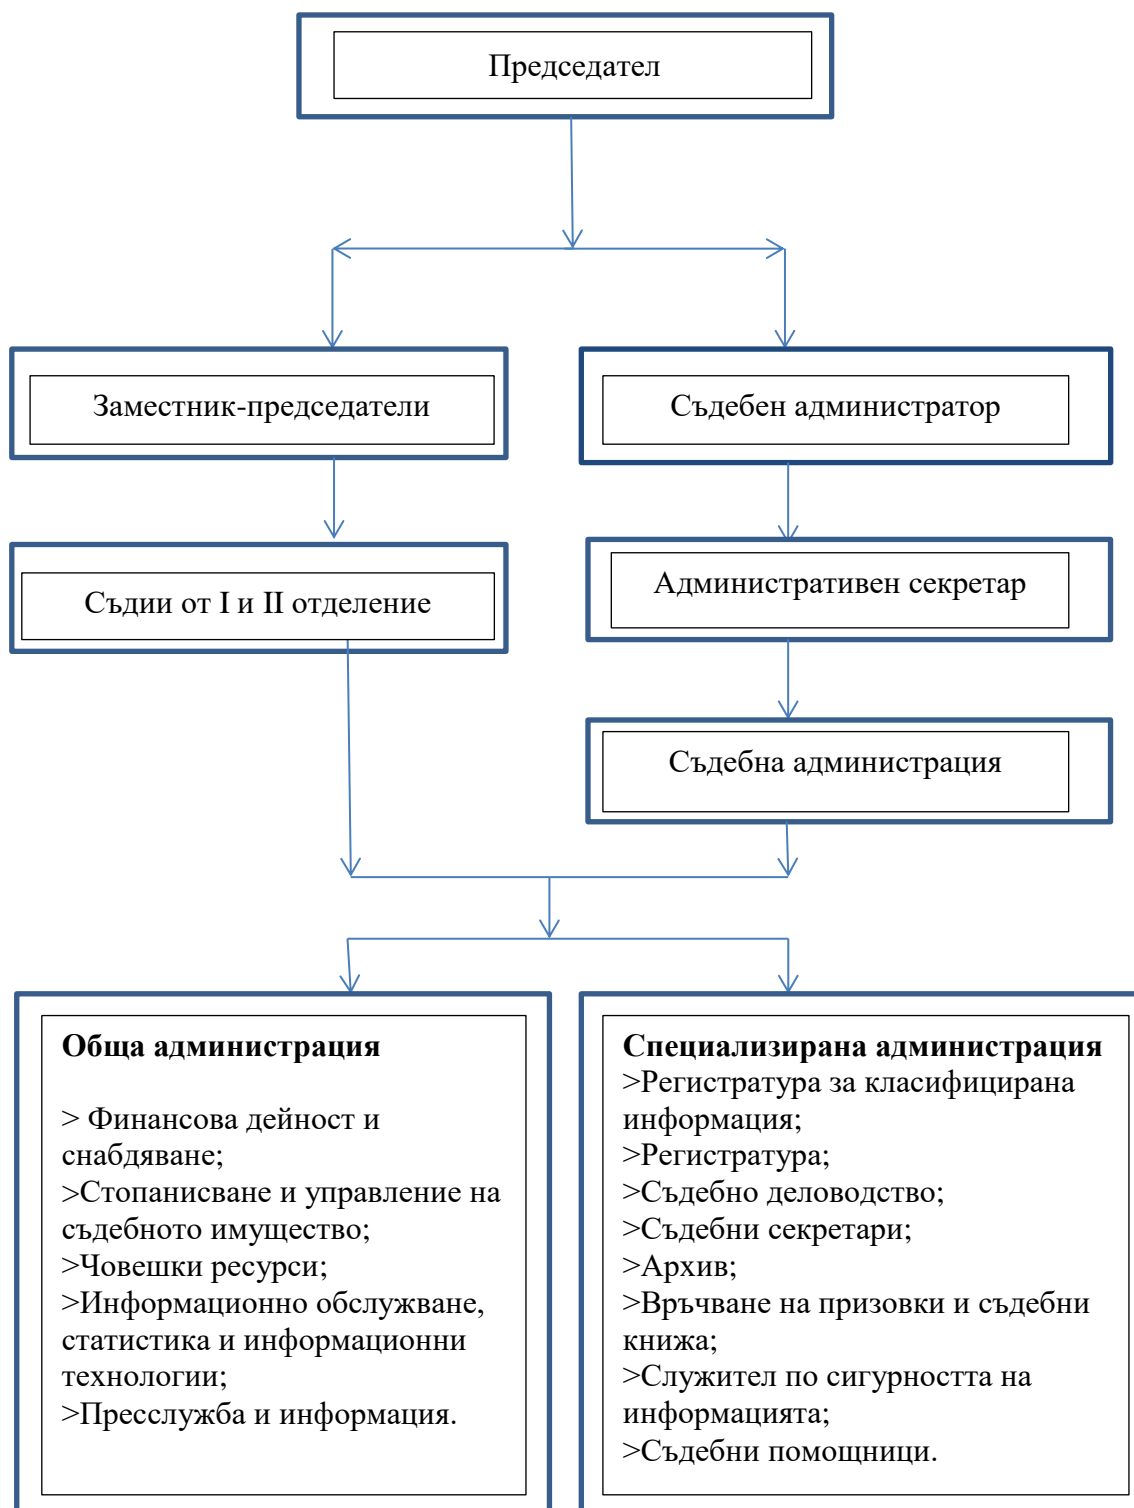 Председател
Заместник-председатели
Съдебен администратор
Съдии от I и II отделение
Административен секретар
Съдебна администрация
Обща администрация
> Финансова дейност и
снабдяване;
>Стопанисване и управление на
съдебното имущество;
>Човешки ресурси;
>Информационно обслужване,
статистика и информационни
технологии;
>Пресслужба и информация.
Специализирана администрация
>Регистратура за класифицирана
информация;
>Регистратура;
>Съдебно деловодство;
>Съдебни секретари;
>Архив;
>Връчване на призовки и съдебни
книжа;
>Служител по сигурността на
информацията;
>Съдебни помощници.